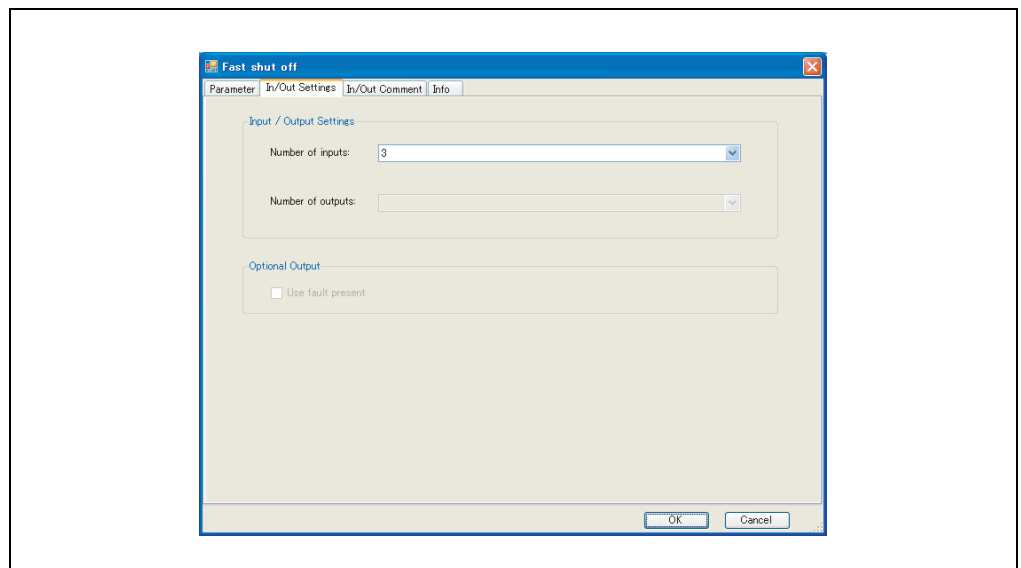 Fast shut off
Parameter In/Out Settings In/Out Comment Info
Input / Output Settings
Number of inputs: 3
Number of outputs:
Optional Output
Use fault present
OK Cancel